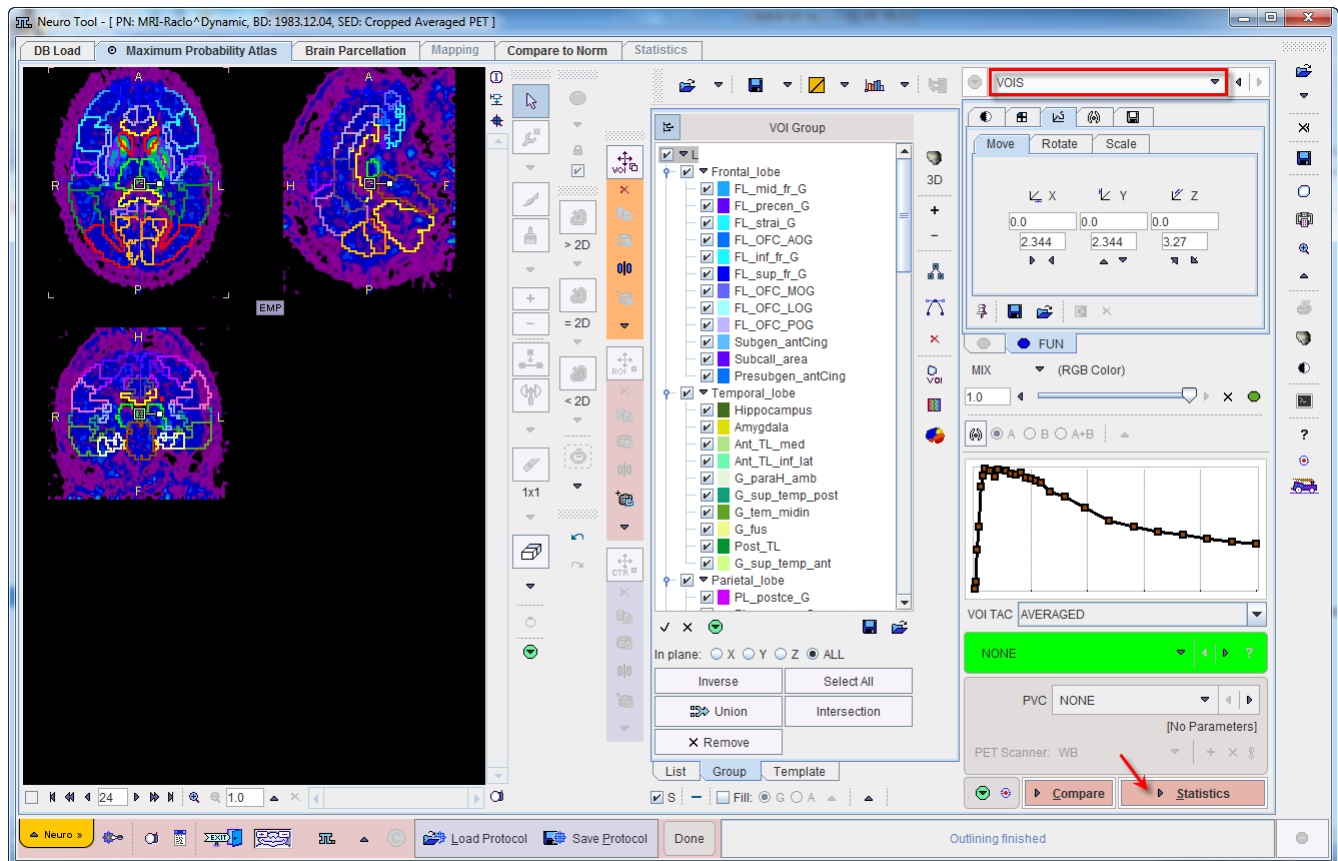 Neuro Tool - [ PN: MRI-Raclo^Dynamic, BD: 1983.12.04, SED: Cropped Averaged PET ]
DB Load Maximum Probability Atlas Brain Parcellation Mapping Compare to Norm Statistics
VOIS
A
R
L
P
A
H
F
P
EMP
H
R
L
F
VOI
> 2D
= 2D
ROI
< 2D
1x1
CTR
VOI Group
L
Frontal_lobe
FL_mid_fr_G
FL_precen_G
FL_strai_G
FL_OFC_AOG
FL_inf_fr_G
FL_sup_fr_G
FL_OFC_MOG
FL_OFC_LOG
FL_OFC_POG
Subgen_antCing
Subcall_area
Presubgen_antCing
Temporal_lobe
Hippocampus
Amygdala
Ant_TL_med
Ant_TL_inf_lat
G_paraH_amb
G_sup_temp_post
G_tem_midin
G_fus
Post_TL
G_sup_temp_ant
Parietal_lobe
PL_postce_G
3D
+
−
VOI
In plane: X Y Z ALL
Inverse Select All
Union Intersection
Remove
List Group Template
S Fill: G O A
Move Rotate Scale
X Y Z
0.0 0.0 0.0
2.344 2.344 3.27
FUN
MIX (RGB Color)
1.0
A B A+B
VOI TAC AVERAGED
NONE ?
PVC NONE
[No Parameters]
PET Scanner: WB
Compare Statistics
24 1.0
Neuro » EXIT Load Protocol Save Protocol Done Outlining finished
?